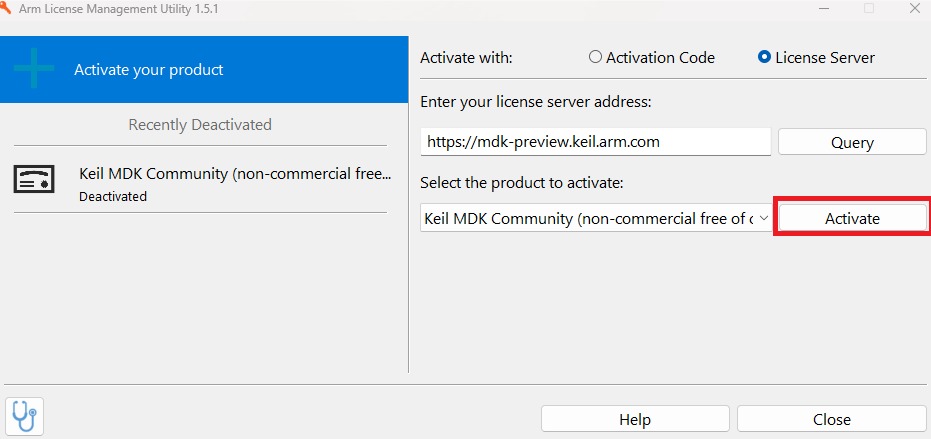 Arm License Management Utility 1.5.1
Activate your product
Recently Deactivated
Keil MDK Community (non-commercial free...
Deactivated
Activate with:
Activation Code
License Server
Enter your license server address:
https://mdk-preview.keil.arm.com
Query
Select the product to activate:
Keil MDK Community (non-commercial free of c
Activate
Help
Close